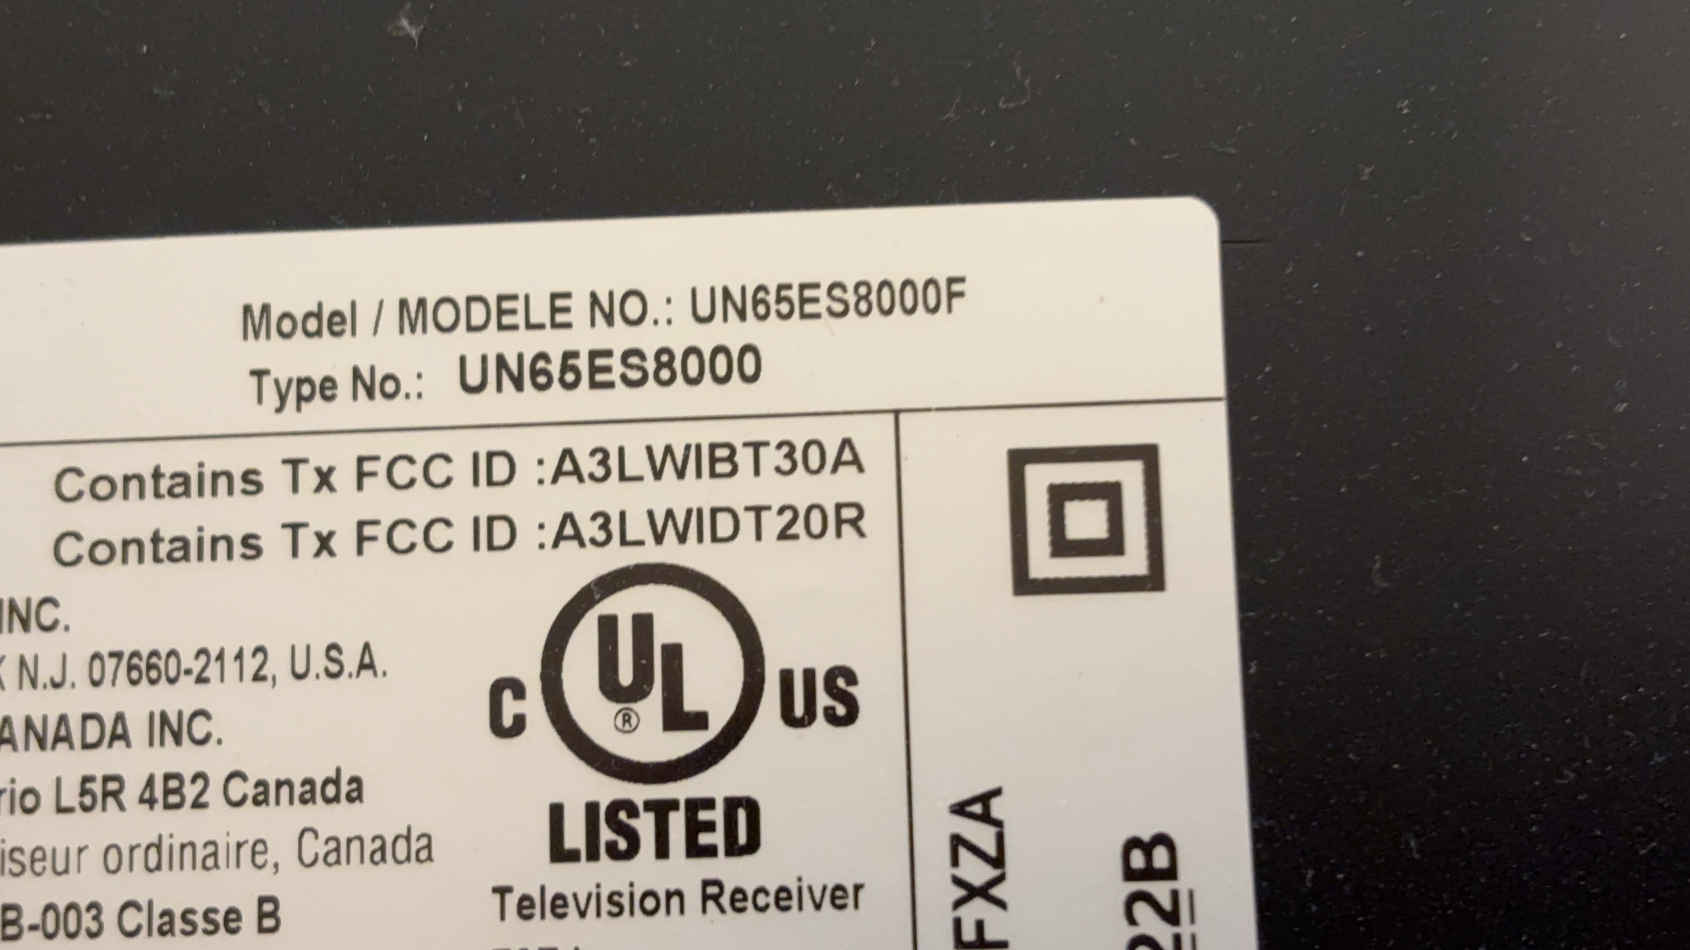 Model / MODELE NO.: UN65ES8000F
Type No.: UN65ES8000
Contains Tx FCC ID :A3LWIBT30A
Contains Tx FCC ID :A3LWIDT20R
INC.
N.J. 07660-2112, U.S.A.
ANADA INC.
rio L5R 4B2 Canada
iseur ordinaire, Canada
B-003 Classe B
C UL® US
LISTED
Television Receiver
FXZA
22B